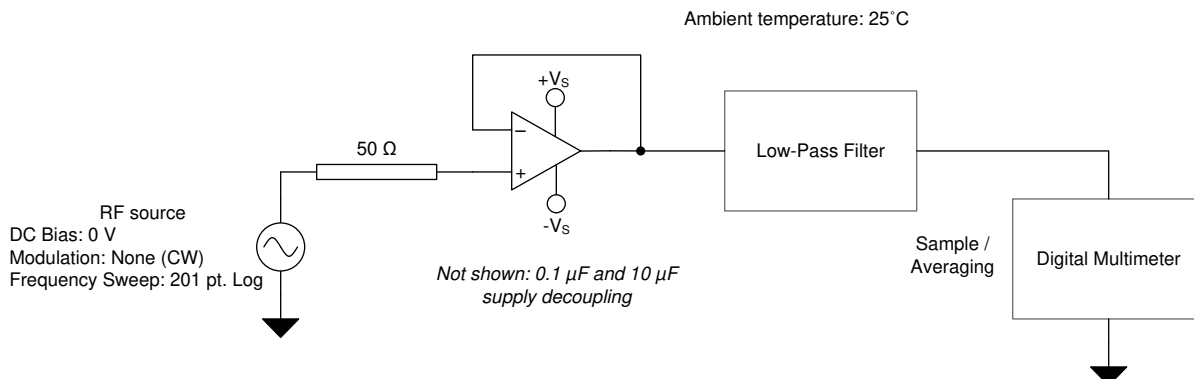 Ambient temperature: 25˚C
+VS
−
50 Ω
+
-VS
Low-Pass Filter
RF source
DC Bias: 0 V
Modulation: None (CW)
Frequency Sweep: 201 pt. Log
Not shown: 0.1 µF and 10 µF
supply decoupling
Sample /
Averaging
Digital Multimeter